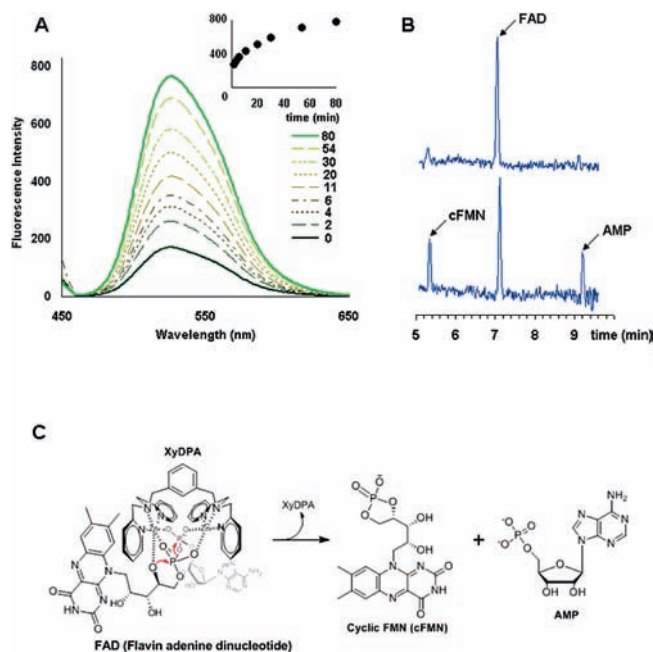 A
B
800
400
0
20
40
60
80
time (min)
Fluorescence Intensity
800
600
400
200
0
450
550
650
Wavelength (nm)
80
54
30
20
11
6
4
2
0
FAD
cFMN
AMP
5
6
7
8
9
time (min)
C
XyDPA
XyDPA
FAD (Flavin adenine dinucleotide)
+
Cyclic FMN (cFMN)
AMP
NH₂